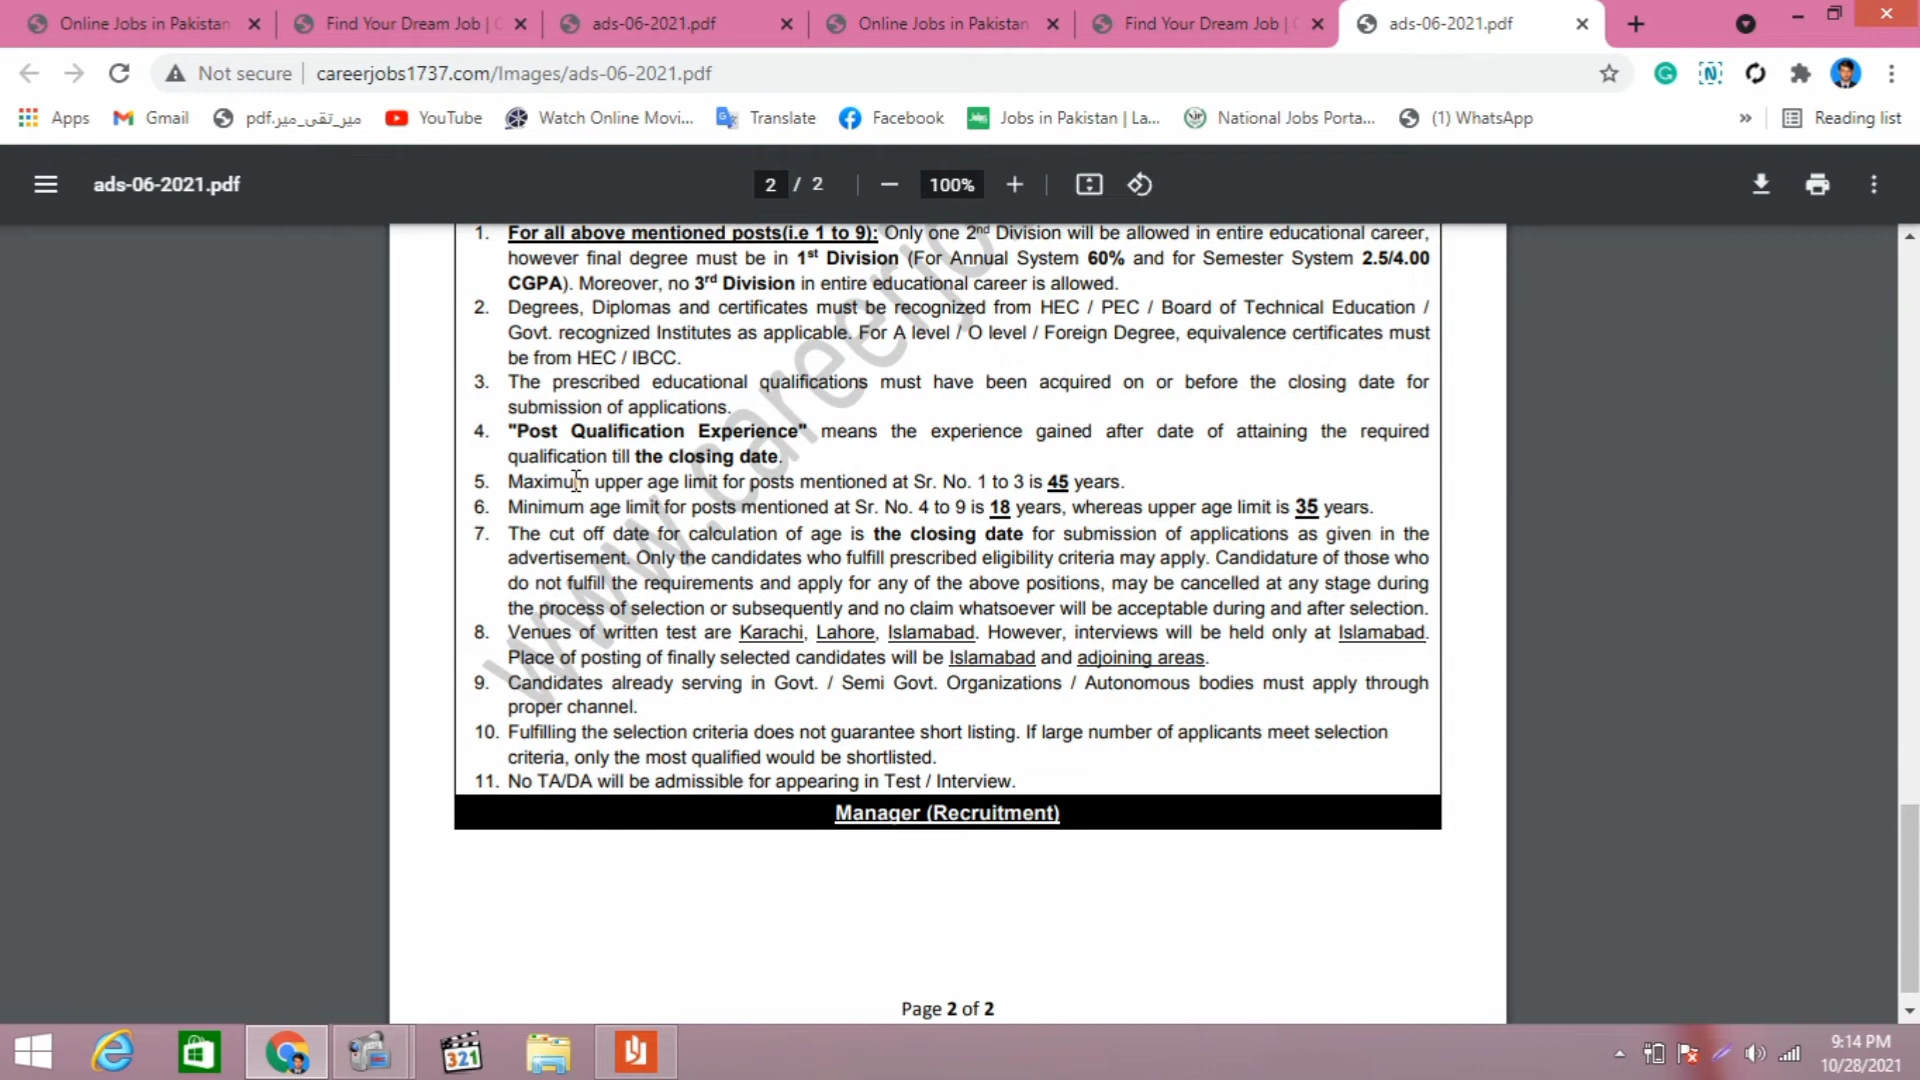 Online Jobs in Pakistan
Find Your Dream Job | C
ads-06-2021.pdf
Online Jobs in Pakistan
Find Your Dream Job | C
ads-06-2021.pdf
Not secure
careerjobs1737.com/Images/ads-06-2021.pdf
Apps
Gmail
میر_تقی_میر.pdf
YouTube
Watch Online Movi...
Translate
Facebook
Jobs in Pakistan | La...
National Jobs Porta...
(1) WhatsApp
»
Reading list
ads-06-2021.pdf
2 / 2
100%
1. For all above mentioned posts(i.e 1 to 9): Only one 2nd Division will be allowed in entire educational career,
however final degree must be in 1st Division (For Annual System 60% and for Semester System 2.5/4.00
CGPA). Moreover, no 3rd Division in entire educational career is allowed.
2. Degrees, Diplomas and certificates must be recognized from HEC / PEC / Board of Technical Education /
Govt. recognized Institutes as applicable. For A level / O level / Foreign Degree, equivalence certificates must
be from HEC / IBCC.
3. The prescribed educational qualifications must have been acquired on or before the closing date for
submission of applications.
4. "Post Qualification Experience" means the experience gained after date of attaining the required
qualification till the closing date.
5. Maximum upper age limit for posts mentioned at Sr. No. 1 to 3 is 45 years.
6. Minimum age limit for posts mentioned at Sr. No. 4 to 9 is 18 years, whereas upper age limit is 35 years.
7. The cut off date for calculation of age is the closing date for submission of applications as given in the
advertisement. Only the candidates who fulfill prescribed eligibility criteria may apply. Candidature of those who
do not fulfill the requirements and apply for any of the above positions, may be cancelled at any stage during
the process of selection or subsequently and no claim whatsoever will be acceptable during and after selection.
8. Venues of written test are Karachi, Lahore, Islamabad. However, interviews will be held only at Islamabad.
Place of posting of finally selected candidates will be Islamabad and adjoining areas.
9. Candidates already serving in Govt. / Semi Govt. Organizations / Autonomous bodies must apply through
proper channel.
10. Fulfilling the selection criteria does not guarantee short listing. If large number of applicants meet selection
criteria, only the most qualified would be shortlisted.
11. No TA/DA will be admissible for appearing in Test / Interview.
Manager (Recruitment)
www.careerjo
Page 2 of 2
321
9:14 PM
10/28/2021